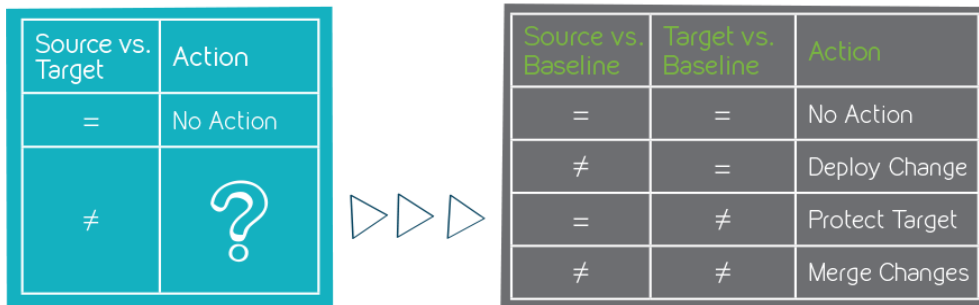 Source vs.
Target
Action
=
No Action
≠
?
Source vs.
Baseline
Target vs.
Baseline
Action
=
=
No Action
≠
=
Deploy Change
=
≠
Protect Target
≠
≠
Merge Changes